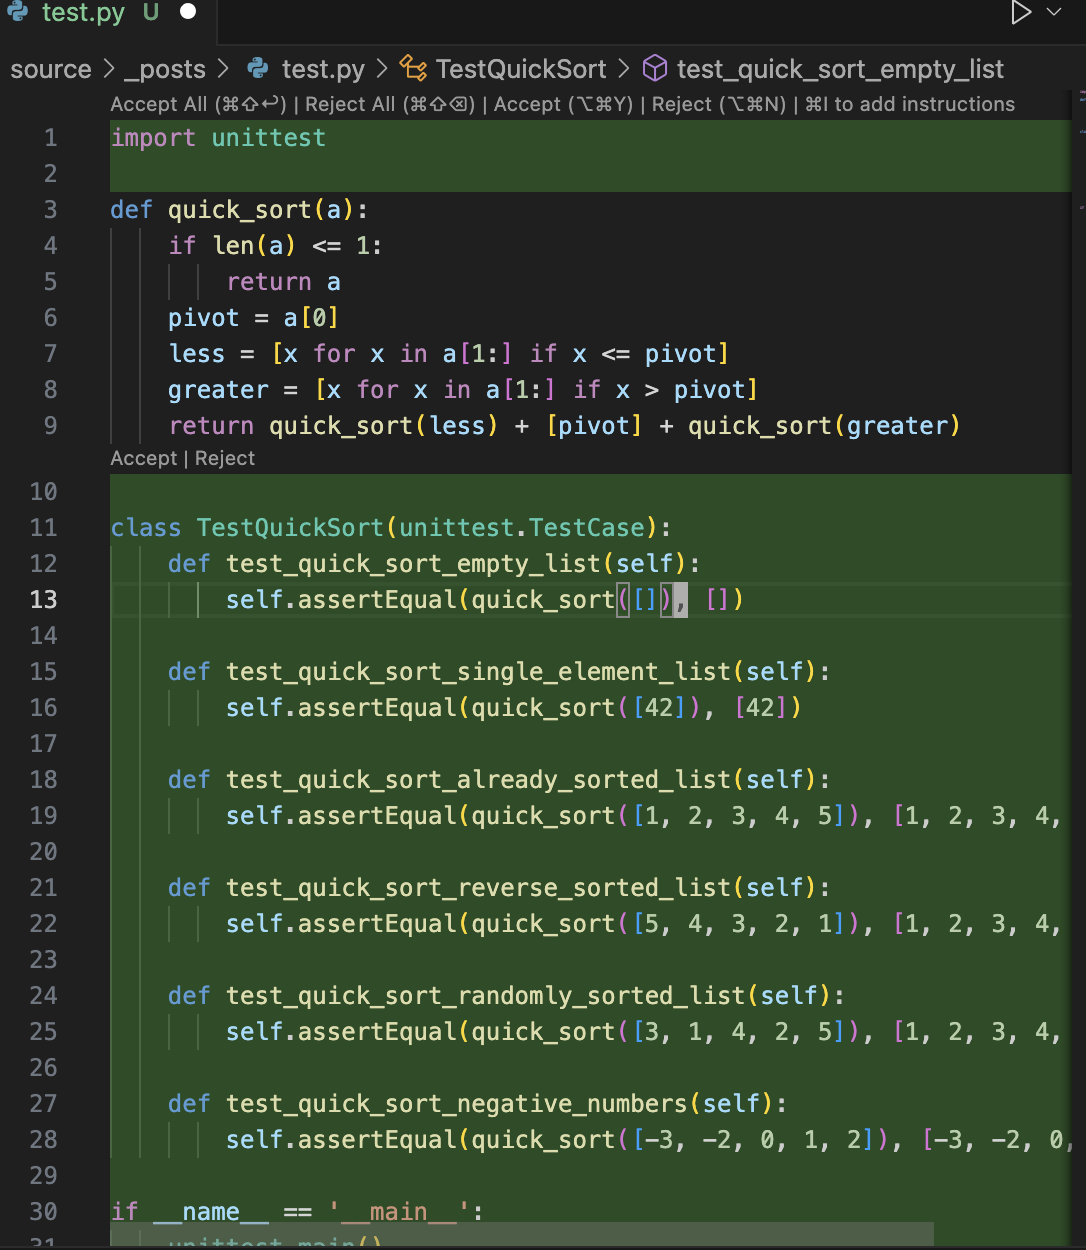 test.py U
source > _posts > test.py > TestQuickSort > test_quick_sort_empty_list
Accept All (⌘⇧↩) | Reject All (⌘⇧⌫) | Accept (⌥⌘Y) | Reject (⌥⌘N) | ⌘I to add instructions
1 import unittest
2
3 def quick_sort(a):
4     if len(a) <= 1:
5         return a
6     pivot = a[0]
7     less = [x for x in a[1:] if x <= pivot]
8     greater = [x for x in a[1:] if x > pivot]
9     return quick_sort(less) + [pivot] + quick_sort(greater)
Accept | Reject
10
11 class TestQuickSort(unittest.TestCase):
12     def test_quick_sort_empty_list(self):
13         self.assertEqual(quick_sort([]), [])
14
15     def test_quick_sort_single_element_list(self):
16         self.assertEqual(quick_sort([42]), [42])
17
18     def test_quick_sort_already_sorted_list(self):
19         self.assertEqual(quick_sort([1, 2, 3, 4, 5]), [1, 2, 3, 4,
20
21     def test_quick_sort_reverse_sorted_list(self):
22         self.assertEqual(quick_sort([5, 4, 3, 2, 1]), [1, 2, 3, 4,
23
24     def test_quick_sort_randomly_sorted_list(self):
25         self.assertEqual(quick_sort([3, 1, 4, 2, 5]), [1, 2, 3, 4,
26
27     def test_quick_sort_negative_numbers(self):
28         self.assertEqual(quick_sort([-3, -2, 0, 1, 2]), [-3, -2, 0,
29
30 if __name__ == '__main__':
31     unittest.main()